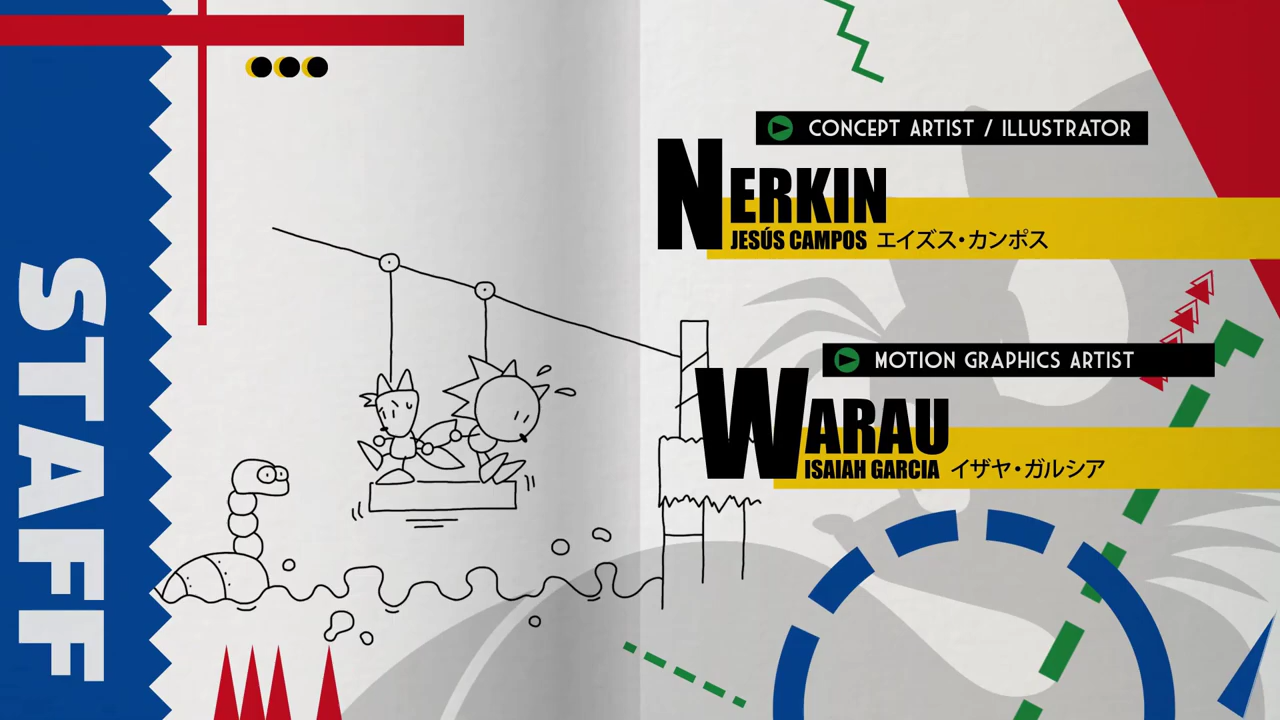 STAFF
CONCEPT ARTIST / ILLUSTRATOR
NERKIN
JESÚS CAMPOS エイズス・カンポス
MOTION GRAPHICS ARTIST
WARAU
ISAIAH GARCIA イザヤ・ガルシア